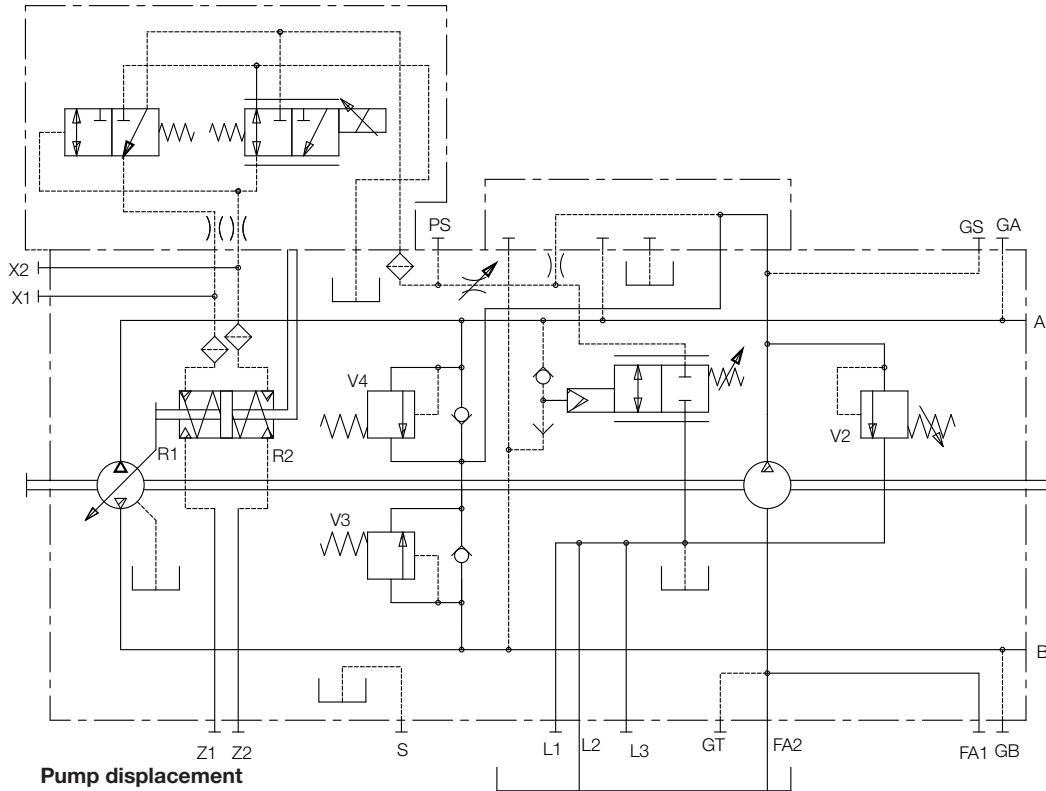 PS
GS GA
X2
X1
A
V4
V2
R1
R2
V3
B
Z1 Z2 S L1 L2 L3 GT FA2 FA1 GB
Pump displacement